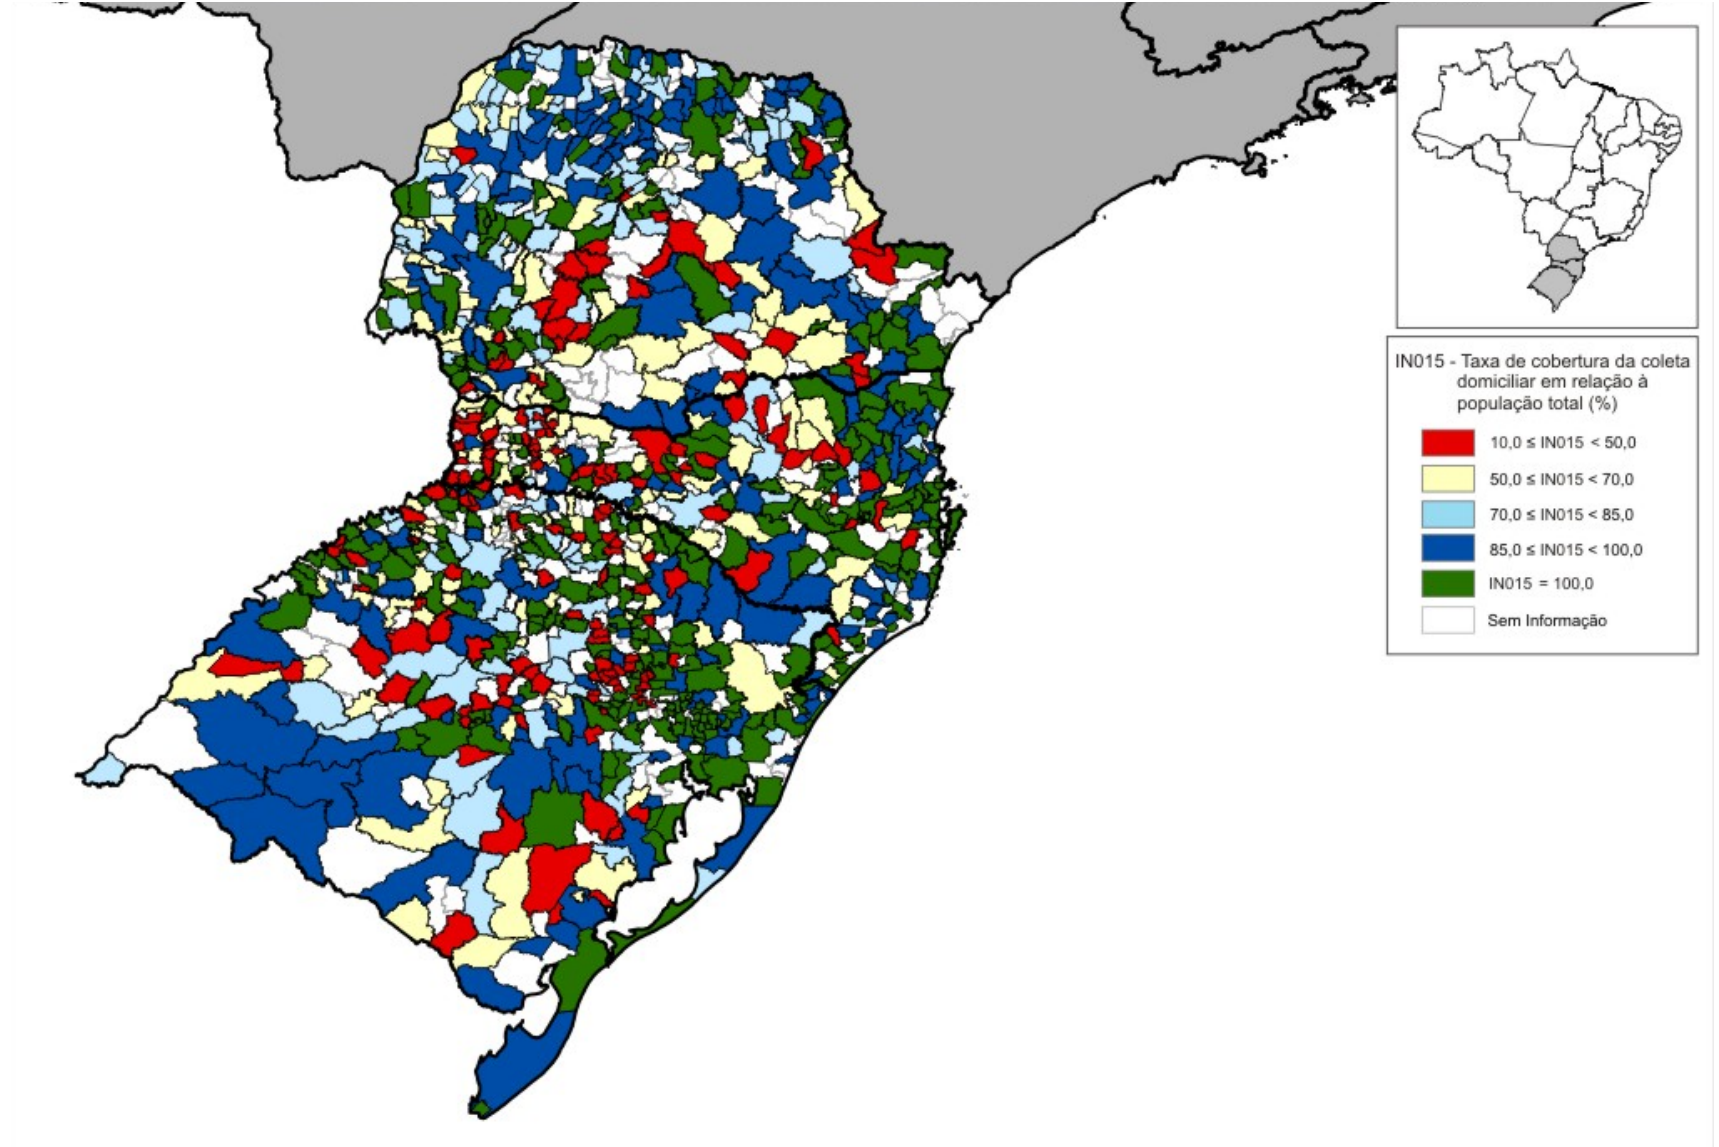 IN015 - Taxa de cobertura da coleta
domiciliar em relação à
população total (%)
10,0 ≤ IN015 < 50,0
50,0 ≤ IN015 < 70,0
70,0 ≤ IN015 < 85,0
85,0 ≤ IN015 < 100,0
IN015 = 100,0
Sem Informação